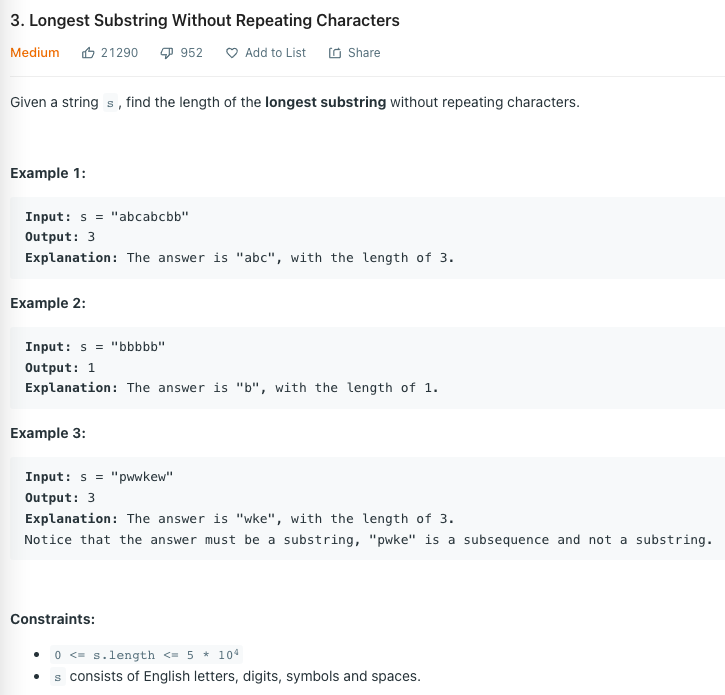 3. Longest Substring Without Repeating Characters
Medium 21290 952 Add to List Share
Given a string s, find the length of the longest substring without repeating characters.
Example 1:
Input: s = "abcabcbb"
Output: 3
Explanation: The answer is "abc", with the length of 3.
Example 2:
Input: s = "bbbbb"
Output: 1
Explanation: The answer is "b", with the length of 1.
Example 3:
Input: s = "pwwkew"
Output: 3
Explanation: The answer is "wke", with the length of 3.
Notice that the answer must be a substring, "pwke" is a subsequence and not a substring.
Constraints:
• 0 <= s.length <= 5 * 10⁴
• s consists of English letters, digits, symbols and spaces.